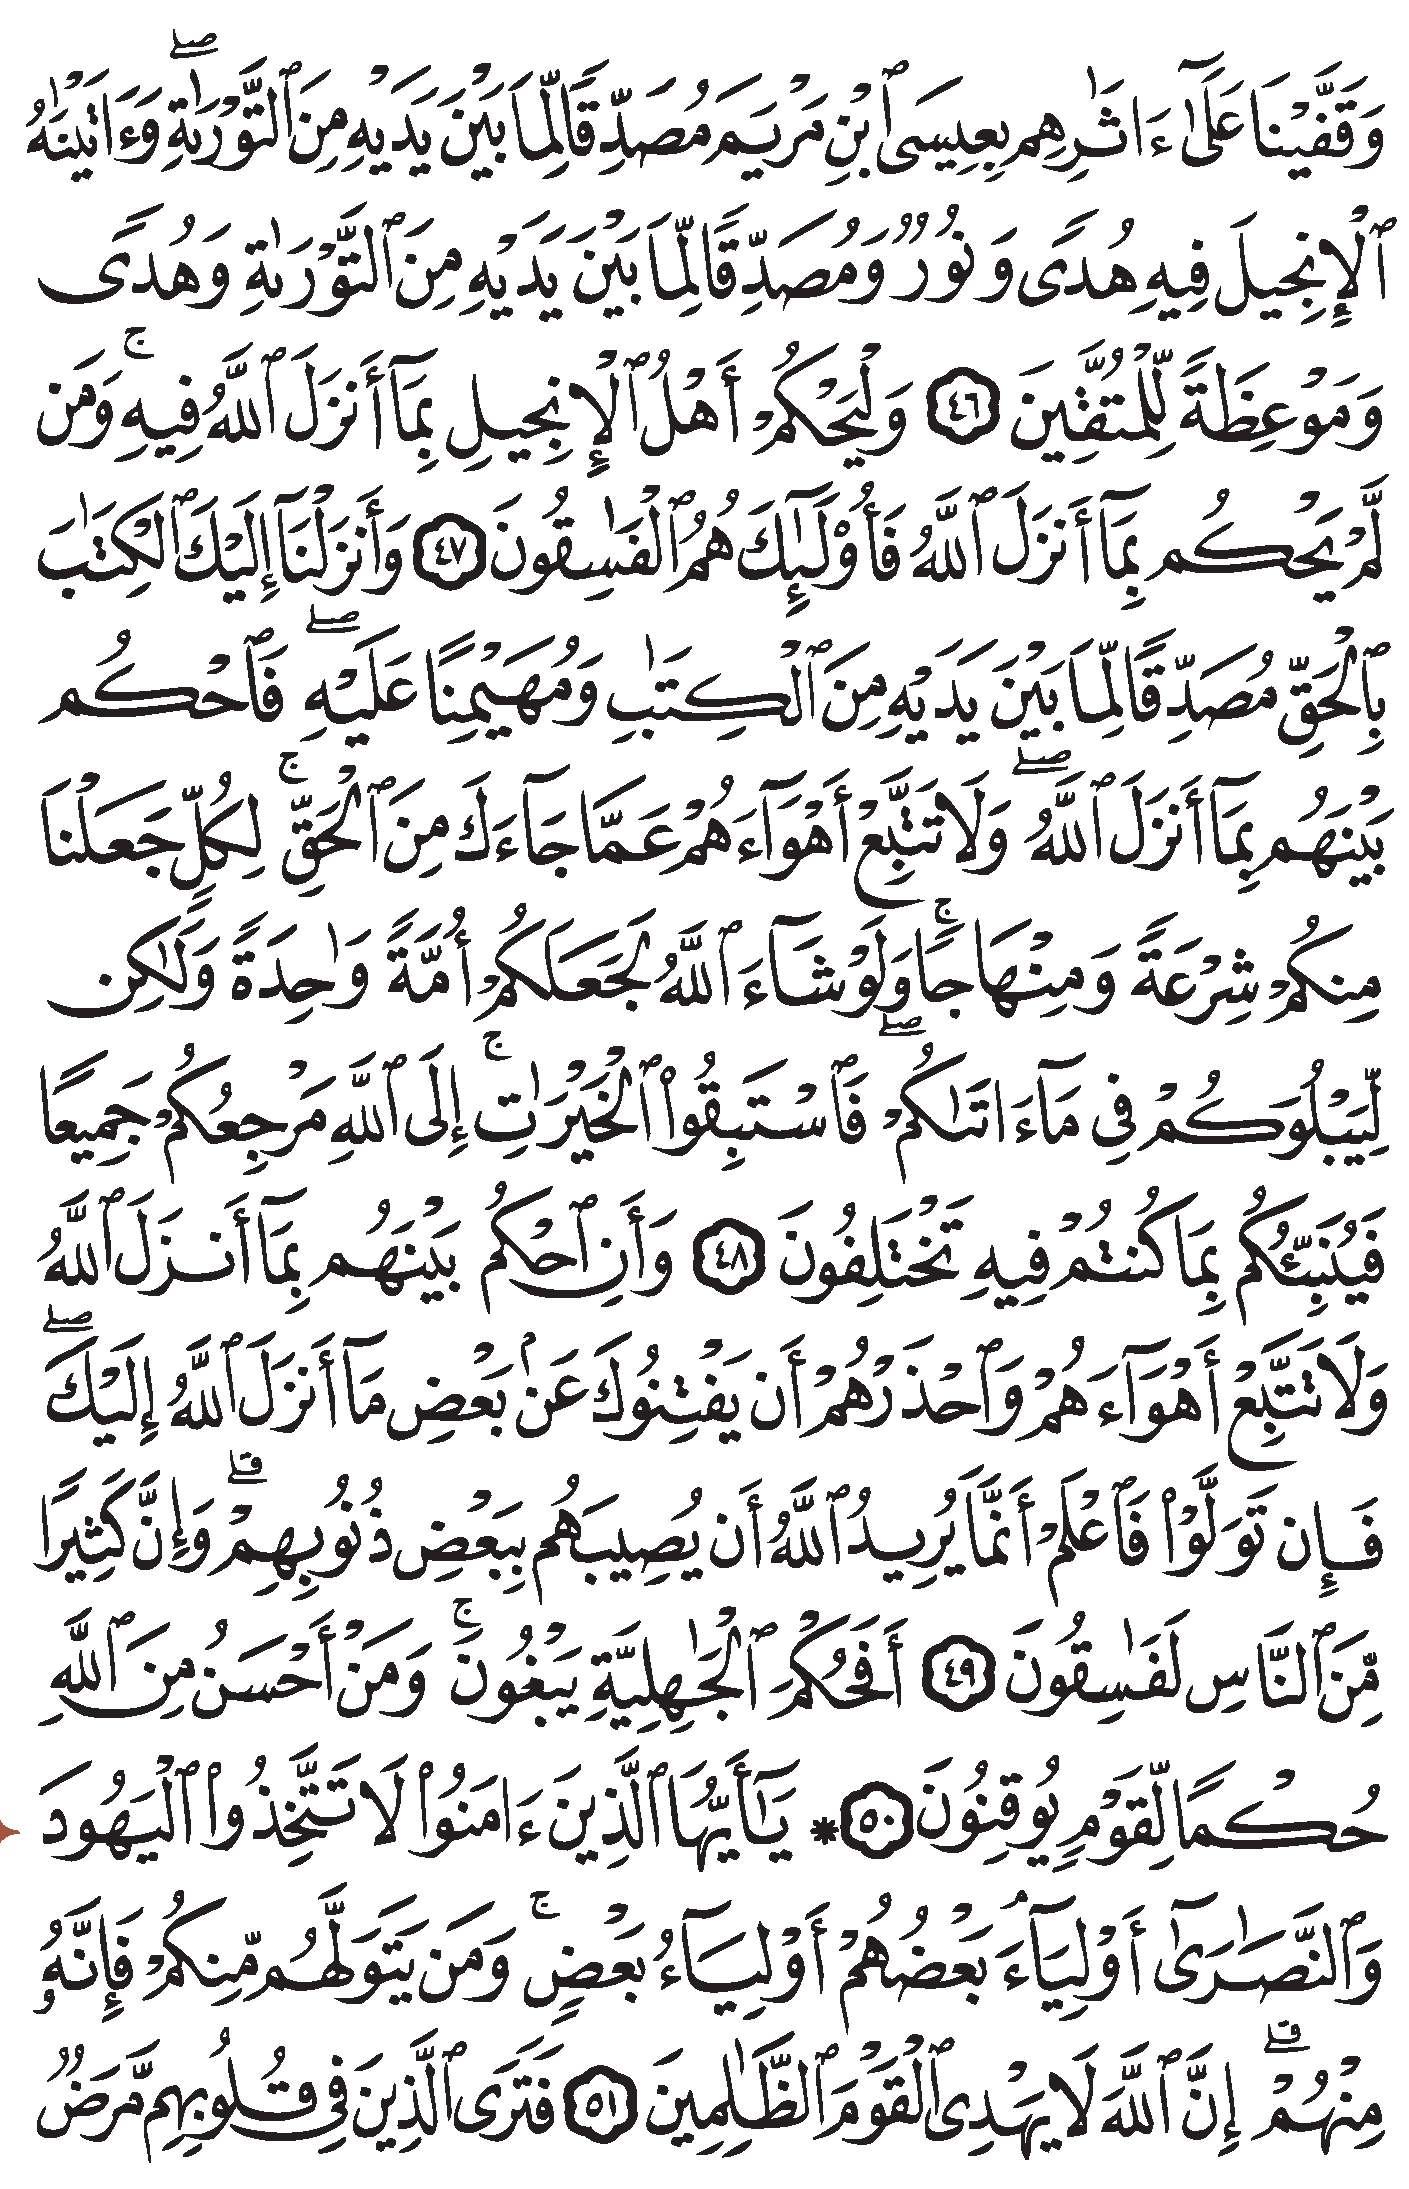 وَقَفَّيْنَا عَلَىٰٓ ءَاثَٰرِهِم بِعِيسَى ٱبْنِ مَرْيَمَ مُصَدِّقًا لِّمَا بَيْنَ يَدَيْهِ مِنَ ٱلتَّوْرَىٰةِ ۖ وَءَاتَيْنَٰهُ
ٱلْإِنجِيلَ فِيهِ هُدًى وَنُورٌ وَمُصَدِّقًا لِّمَا بَيْنَ يَدَيْهِ مِنَ ٱلتَّوْرَىٰةِ وَهُدًى
وَمَوْعِظَةً لِّلْمُتَّقِينَ ٤٦ وَلْيَحْكُمْ أَهْلُ ٱلْإِنجِيلِ بِمَآ أَنزَلَ ٱللَّهُ فِيهِ ۚ وَمَن
لَّمْ يَحْكُم بِمَآ أَنزَلَ ٱللَّهُ فَأُو۟لَٰٓئِكَ هُمُ ٱلْفَٰسِقُونَ ٤٧ وَأَنزَلْنَآ إِلَيْكَ ٱلْكِتَٰبَ
بِٱلْحَقِّ مُصَدِّقًا لِّمَا بَيْنَ يَدَيْهِ مِنَ ٱلْكِتَٰبِ وَمُهَيْمِنًا عَلَيْهِ ۖ فَٱحْكُم
بَيْنَهُم بِمَآ أَنزَلَ ٱللَّهُ ۖ وَلَا تَتَّبِعْ أَهْوَآءَهُمْ عَمَّا جَآءَكَ مِنَ ٱلْحَقِّ ۚ لِكُلٍّ جَعَلْنَا
مِنكُمْ شِرْعَةً وَمِنْهَاجًا ۚ وَلَوْ شَآءَ ٱللَّهُ لَجَعَلَكُمْ أُمَّةً وَٰحِدَةً وَلَٰكِن
لِّيَبْلُوَكُمْ فِى مَآ ءَاتَىٰكُمْ ۖ فَٱسْتَبِقُوا۟ ٱلْخَيْرَٰتِ ۚ إِلَى ٱللَّهِ مَرْجِعُكُمْ جَمِيعًا
فَيُنَبِّئُكُم بِمَا كُنتُمْ فِيهِ تَخْتَلِفُونَ ٤٨ وَأَنِ ٱحْكُم بَيْنَهُم بِمَآ أَنزَلَ ٱللَّهُ
وَلَا تَتَّبِعْ أَهْوَآءَهُمْ وَٱحْذَرْهُمْ أَن يَفْتِنُوكَ عَنۢ بَعْضِ مَآ أَنزَلَ ٱللَّهُ إِلَيْكَ ۖ
فَإِن تَوَلَّوْا۟ فَٱعْلَمْ أَنَّمَا يُرِيدُ ٱللَّهُ أَن يُصِيبَهُم بِبَعْضِ ذُنُوبِهِمْ ۗ وَإِنَّ كَثِيرًا
مِّنَ ٱلنَّاسِ لَفَٰسِقُونَ ٤٩ أَفَحُكْمَ ٱلْجَٰهِلِيَّةِ يَبْغُونَ ۚ وَمَنْ أَحْسَنُ مِنَ ٱللَّهِ
حُكْمًا لِّقَوْمٍ يُوقِنُونَ ٥٠ * يَٰٓأَيُّهَا ٱلَّذِينَ ءَامَنُوا۟ لَا تَتَّخِذُوا۟ ٱلْيَهُودَ
وَٱلنَّصَٰرَىٰٓ أَوْلِيَآءَ ۘ بَعْضُهُمْ أَوْلِيَآءُ بَعْضٍ ۚ وَمَن يَتَوَلَّهُم مِّنكُمْ فَإِنَّهُۥ
مِنْهُمْ ۗ إِنَّ ٱللَّهَ لَا يَهْدِى ٱلْقَوْمَ ٱلظَّٰلِمِينَ ٥١ فَتَرَى ٱلَّذِينَ فِى قُلُوبِهِم مَّرَضٌ